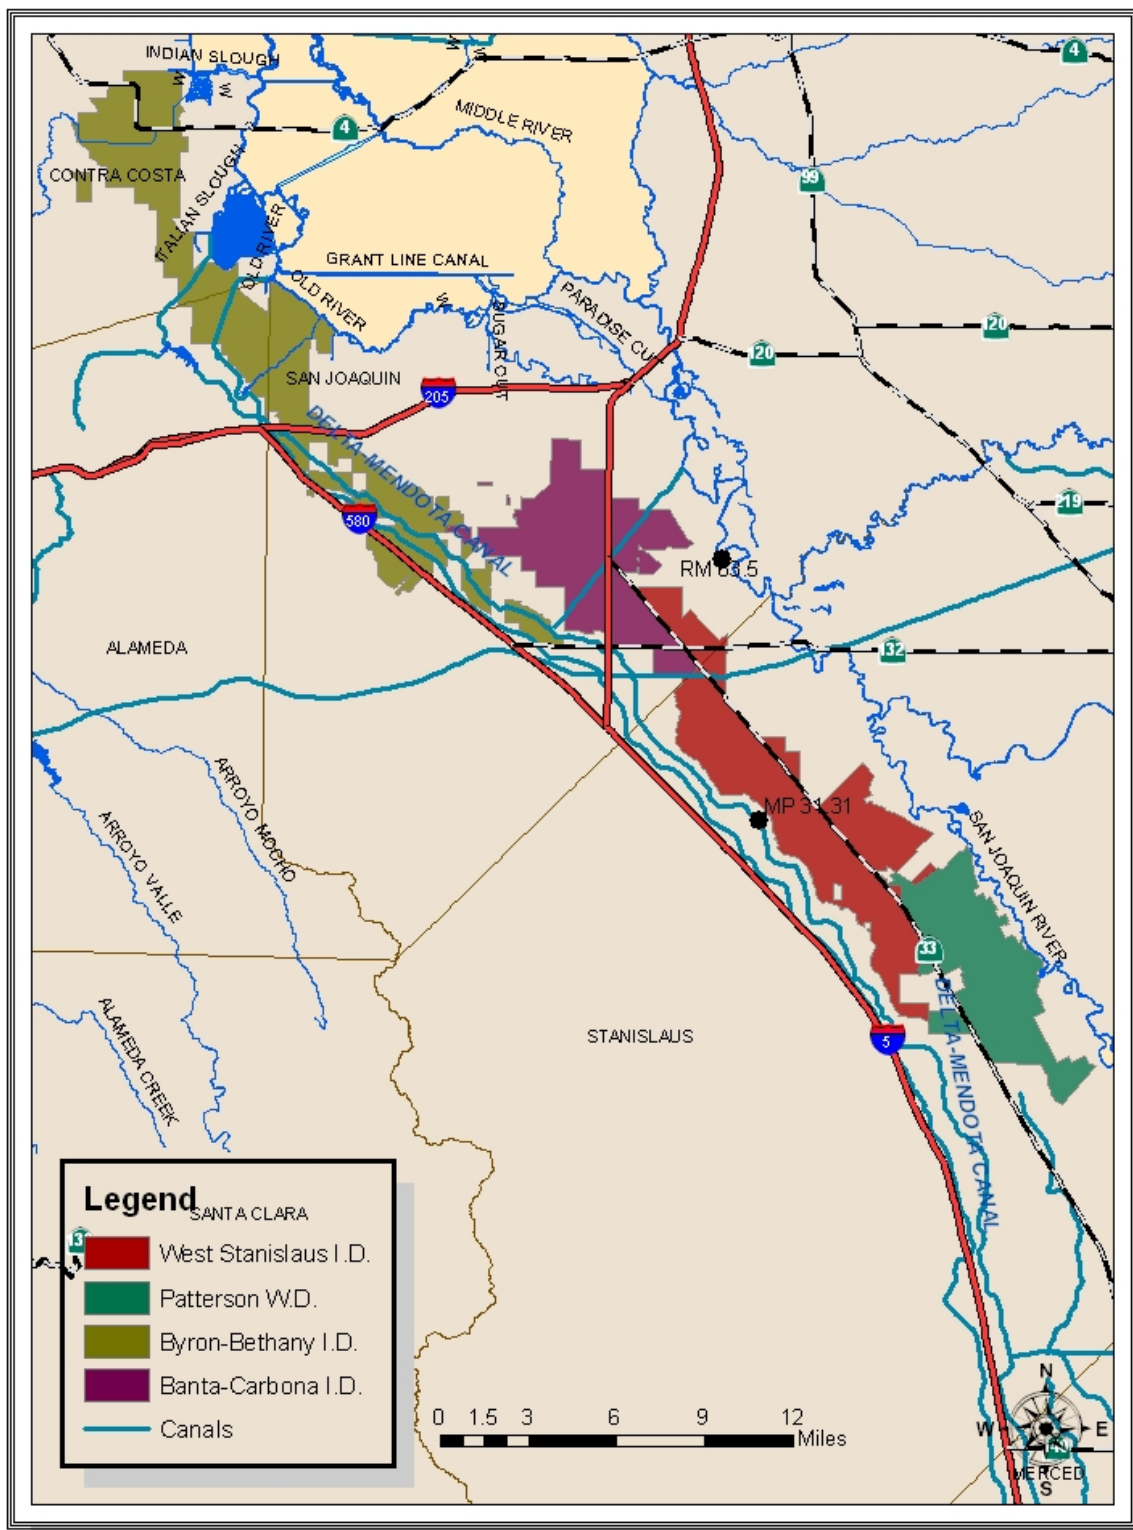 INDIAN SLOUGH
W
W
W
W
4
4
MIDDLE RIVER
CONTRA COSTA
ITALIAN SLOUGH
99
OLD RIVER
GRANT LINE CANAL
OLD RIVER
W
SUGAR CUT
PARADISE CUT
120
120
SAN JOAQUIN
205
DELTA-MENDOTA CANAL
580
219
RM 63.5
ALAMEDA
132
ARROYO MOCHO
ARROYO VALLE
MP 31.31
SAN JOAQUIN RIVER
33
ALAMEDA CREEK
STANISLAUS
DELTA-MENDOTA CANAL
5
Legend
SANTA CLARA
13
West Stanislaus I.D.
Patterson W.D.
Byron-Bethany I.D.
Banta-Carbona I.D.
Canals
0 1.5 3 6 9 12
Miles
N
W E
S
MERCED